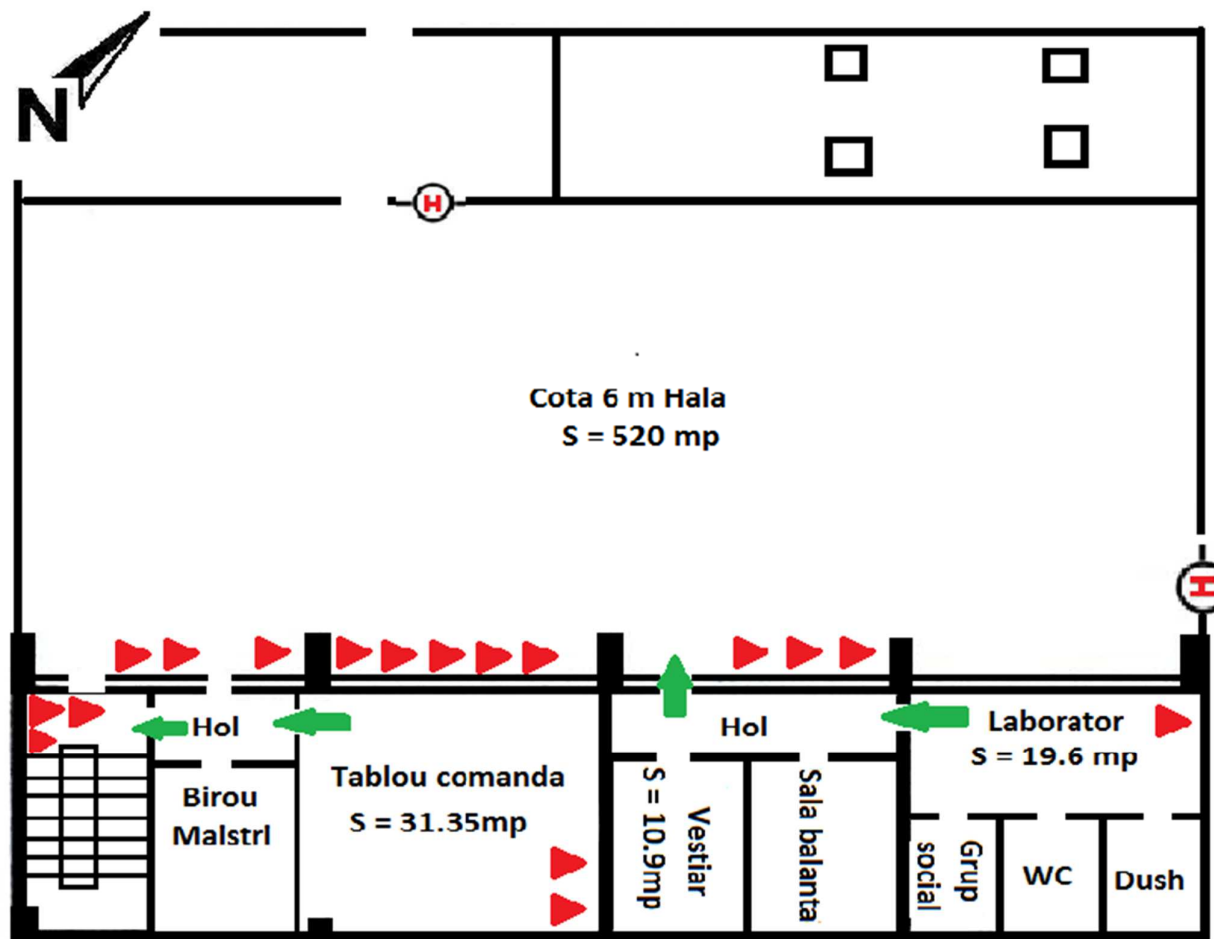 N
H
Cota 6 m Hala
S = 520 mp
H
Hol
Birou
Malstrl
Tablou comanda
S = 31.35mp
Hol
Vestiar
S = 10.9mp
Sala balanta
Laborator
S = 19.6 mp
Grup
social
WC
Dush